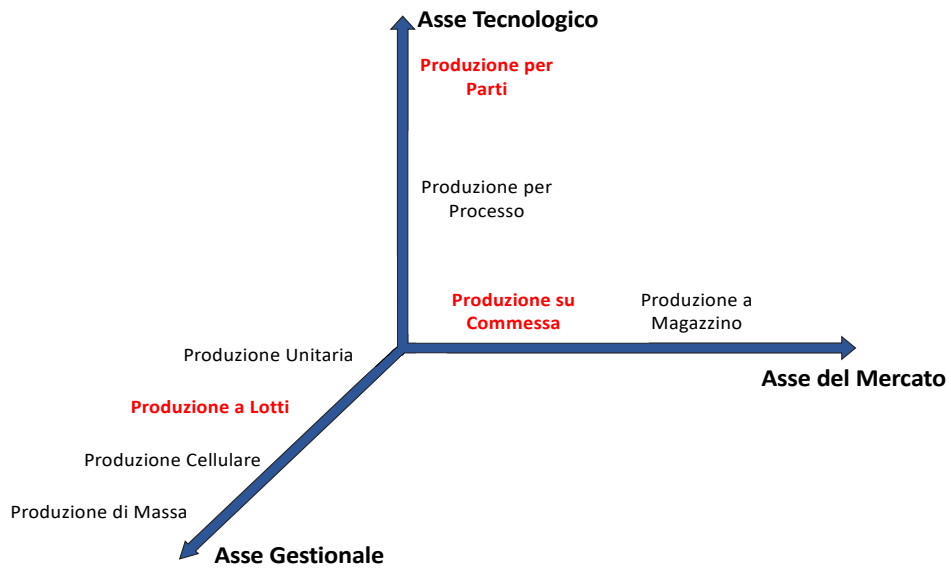 Asse Tecnologico
Produzione per
Parti
Produzione per
Processo
Produzione su
Commessa
Produzione a
Magazzino
Asse del Mercato
Produzione Unitaria
Produzione a Lotti
Produzione Cellulare
Produzione di Massa
Asse Gestionale